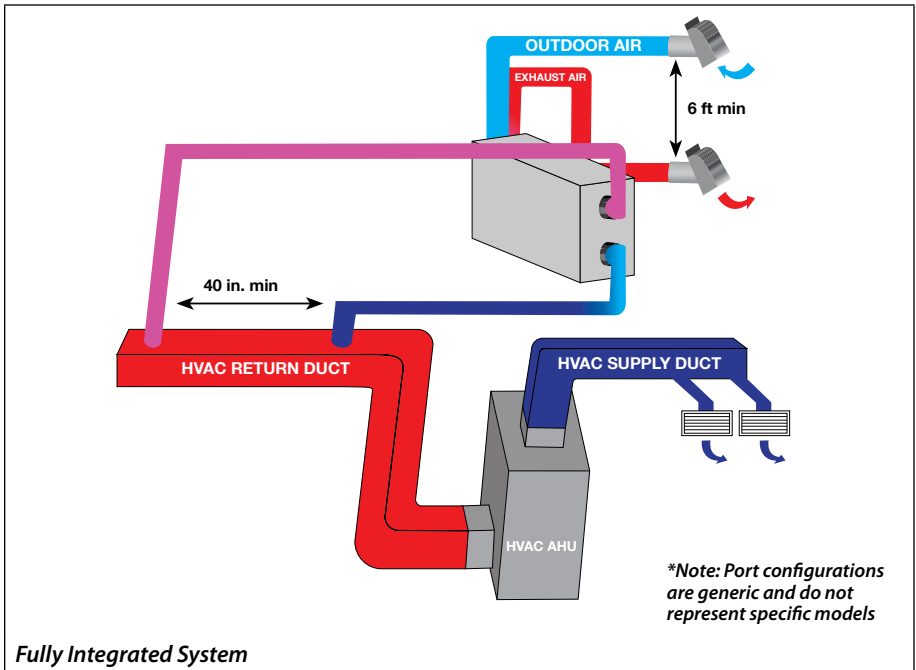 OUTDOOR AIR
EXHAUST AIR
6 ft min
40 in. min
HVAC RETURN DUCT
HVAC SUPPLY DUCT
HVAC AHU
*Note: Port configurations
are generic and do not
represent specific models
Fully Integrated System